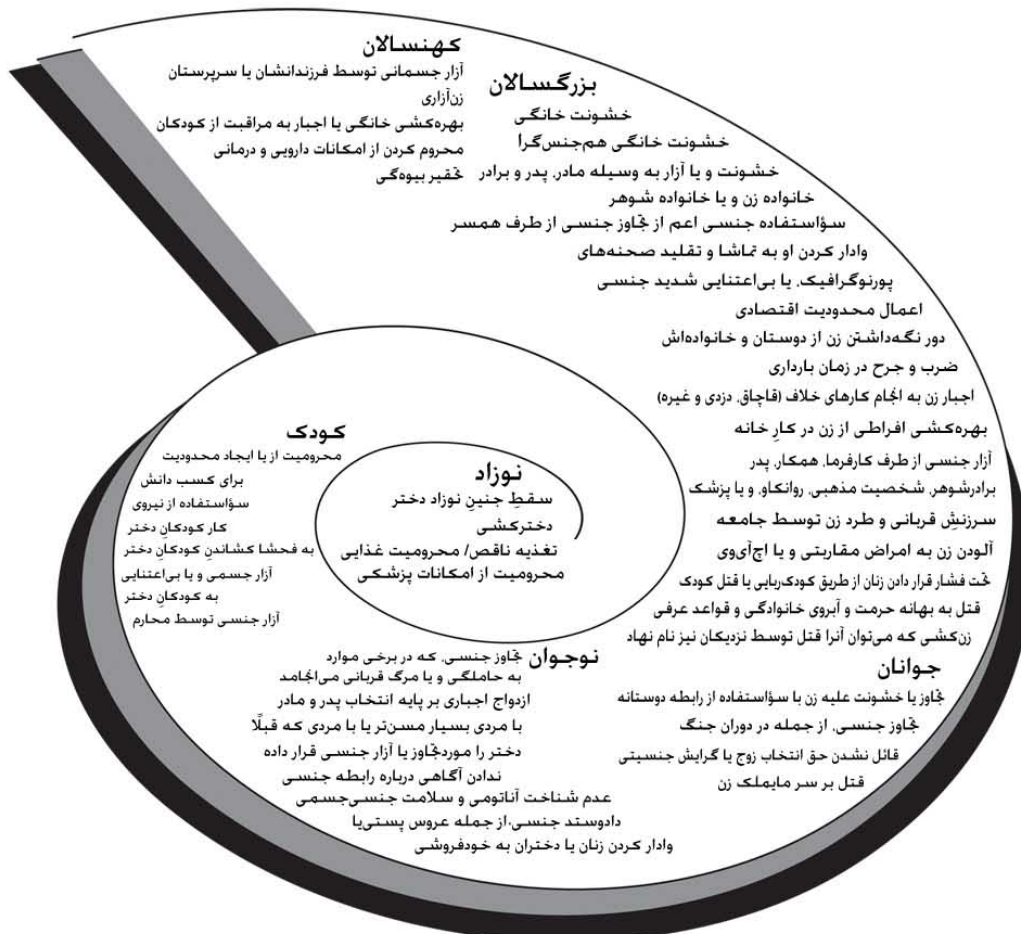 کهنسالان
آزار جسمانی توسط فرزندانشان یا سرپرستان
زن‌آزاری
بهره‌کشی خانگی یا اجبار به مراقبت از کودکان
محروم کردن از امکانات دارویی و درمانی
تحقیر بیوه‌گی
بزرگسالان
خشونت خانگی
خشونت خانگی هم‌جنس‌گرا
خشونت و یا آزار به وسیله مادر، پدر و برادر
خانواده زن و یا خانواده شوهر
سؤاستفاده جنسی اعم از تجاوز جنسی از طرف همسر
وادار کردن او به تماشا و تقلید صحنه‌های
پورنوگرافیک، یا بی‌اعتنایی شدید جنسی
اعمال محدودیت اقتصادی
دور نگه‌داشتن زن از دوستان و خانواده‌اش
ضرب و جرح در زمان بارداری
اجبار زن به انجام کارهای خلاف (قاچاق، دزدی و غیره)
بهره‌کشی افراطی از زن در کارِ خانه
آزار جنسی از طرف کارفرما، همکار، پدر
برادرشوهر، شخصیت مذهبی، روانکاو، و یا پزشک
سرزنشِ قربانی و طرد زن توسط جامعه
آلودن زن به امراض مقاربتی و یا اچ‌آی‌وی
تحت فشار قرار دادن زنان از طریق کودک‌ربایی یا قتل کودک
قتل به بهانه حرمت و آبروی خانوادگی و قواعد عرفی
زن‌کشی که می‌توان آنرا قتل توسط نزدیکان نیز نام نهاد
جوانان
تجاوز یا خشونت علیه زن با سؤاستفاده از رابطه دوستانه
تجاوز جنسی، از جمله در دوران جنگ
قائل نشدن حق انتخاب زوج یا گرایش جنسیتی
قتل بر سر مایملک زن
نوجوان
تجاوز جنسی، که در برخی موارد
به حاملگی و یا مرگ قربانی می‌انجامد
ازدواج اجباری بر پایه انتخاب پدر و مادر
با مردی بسیار مسن‌تر یا با مردی که قبلًا
دختر را موردتجاوز یا آزار جنسی قرار داده
ندادن آگاهی درباره رابطه جنسی
عدم شناخت آناتومی و سلامت جنسی‌جسمی
دادوستد جنسی،از جمله عروس پستی‌یا
وادار کردن زنان یا دختران به خودفروشی
کودک
محرومیت از یا ایجاد محدودیت
برای کسب دانش
سؤاستفاده از نیروی
کار کودکانِ دختر
به فحشا کشاندنِ کودکانِ دختر
آزار جسمی و یا بی‌اعتنایی
به کودکانِ دختر
آزار جنسی توسط محارم
نوزاد
سقطِ جنینِ نوزاد دختر
دخترکشی
تغذیه ناقص/ محرومیت غذایی
محرومیت از امکانات پزشکی